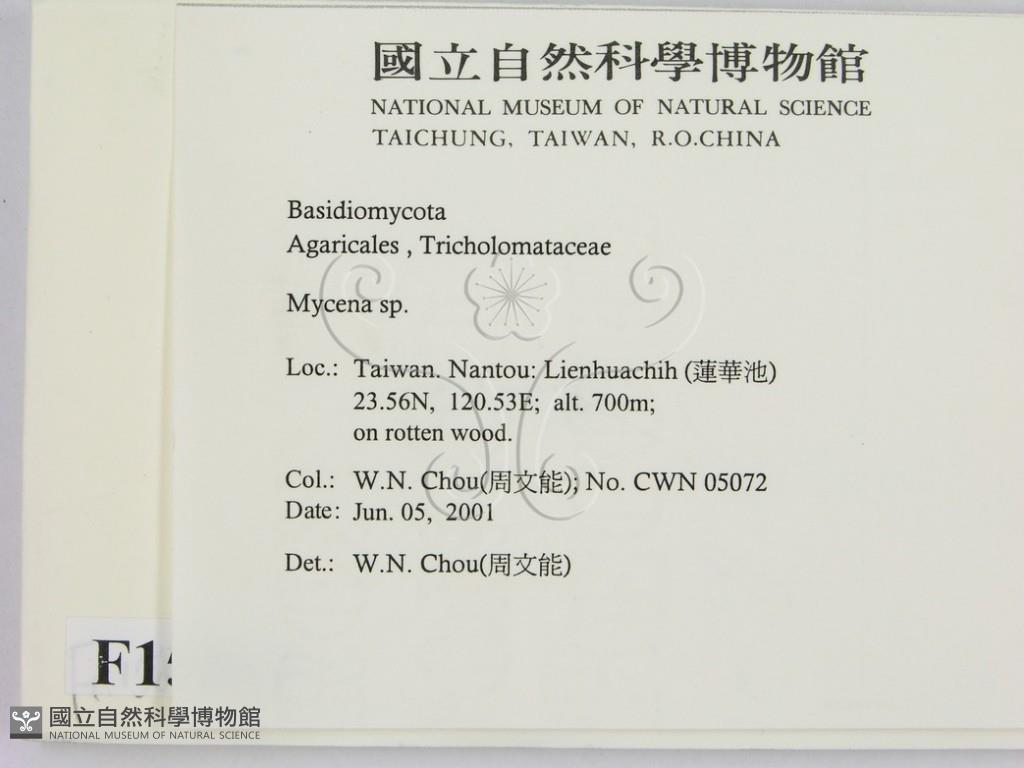 國立自然科學博物館
NATIONAL MUSEUM OF NATURAL SCIENCE
TAICHUNG, TAIWAN, R.O.CHINA
Basidiomycota
Agaricales , Tricholomataceae
Mycena sp.
Loc.: Taiwan. Nantou: Lienhuachih (蓮華池)
23.56N, 120.53E; alt. 700m;
on rotten wood.
Col.: W.N. Chou(周文能); No. CWN 05072
Date: Jun. 05, 2001
Det.: W.N. Chou(周文能)
國立自然科學博物館
NATIONAL MUSEUM OF NATURAL SCIENCE